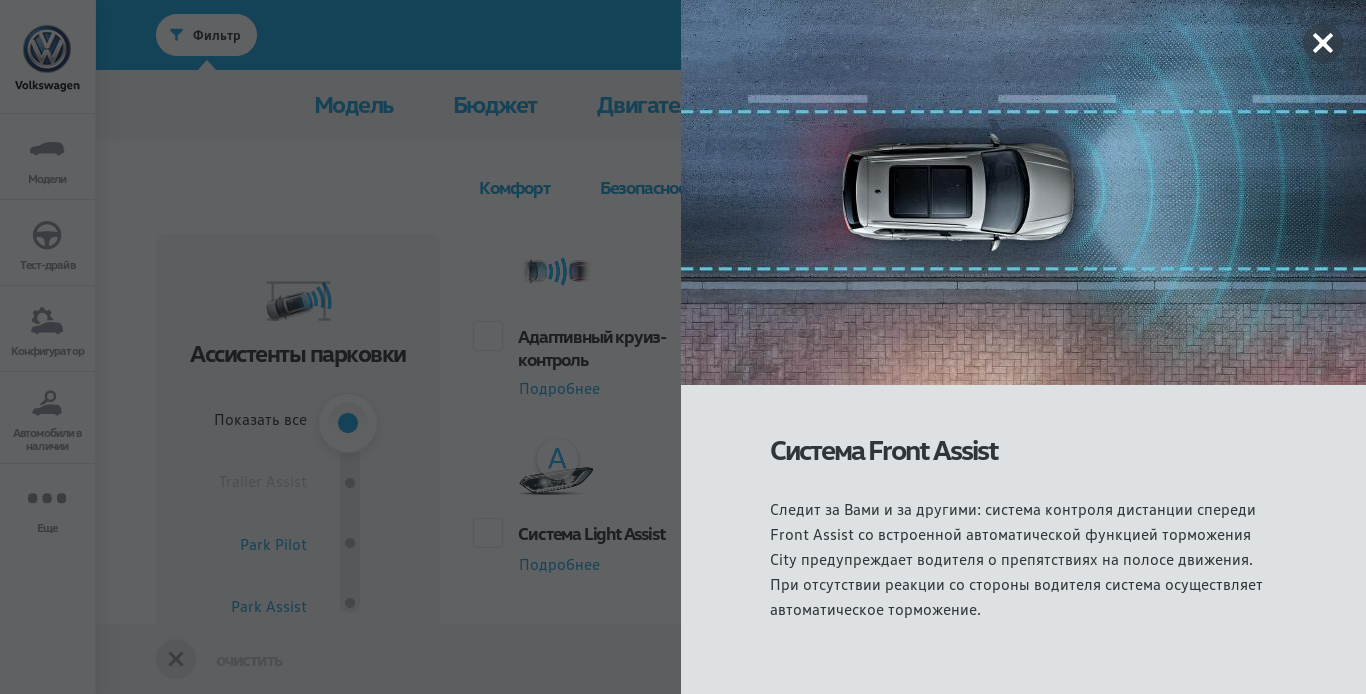 Volkswagen
Модели
Тест-драйв
Конфигуратор
Автомобили в
наличии
Еще
Фильтр
Модель Бюджет Двигате
Комфорт Безопаснос
Ассистенты парковки
Показать все
Trailer Assist
Park Pilot
Park Assist
ОЧИСТИТЬ
Адаптивный круиз-
контроль
Подробнее
A
Система Light Assist
Подробнее
Система Front Assist
Следит за Вами и за другими: система контроля дистанции спереди
Front Assist со встроенной автоматической функцией торможения
City предупреждает водителя о препятствиях на полосе движения.
При отсутствии реакции со стороны водителя система осуществляет
автоматическое торможение.